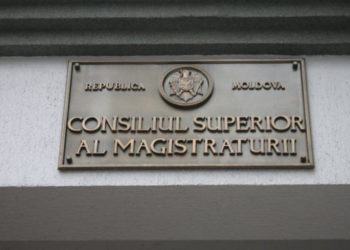 REPUBLICA MOLDOVA
CONSILIUL SUPERIOR
AL MAGISTRATURII